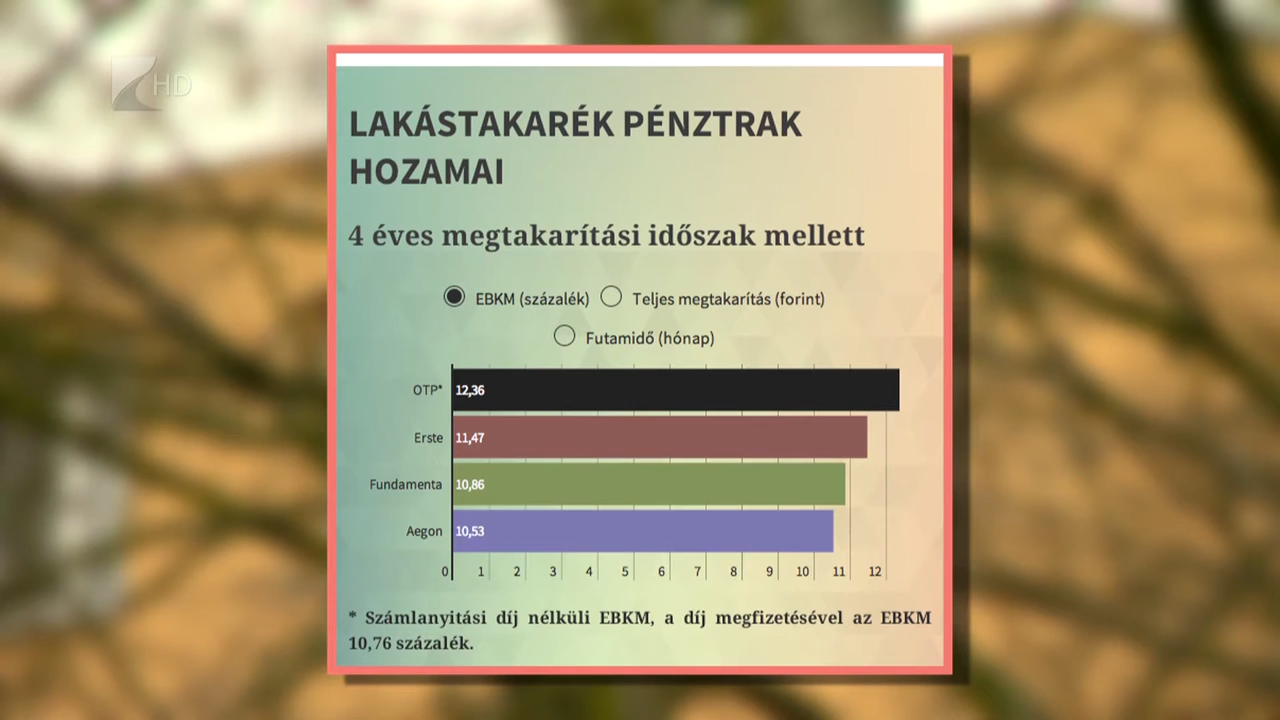 HD
LAKÁSTAKARÉK PÉNZTRAK
HOZAMAI
4 éves megtakarítási időszak mellett
EBKM (százalék) Teljes megtakarítás (forint)
Futamidő (hónap)
OTP* 12,36
Erste 11,47
Fundamenta 10,86
Aegon 10,53
0 1 2 3 4 5 6 7 8 9 10 11 12
* Számlanyitási díj nélküli EBKM, a díj megfizetésével az EBKM
10,76 százalék.